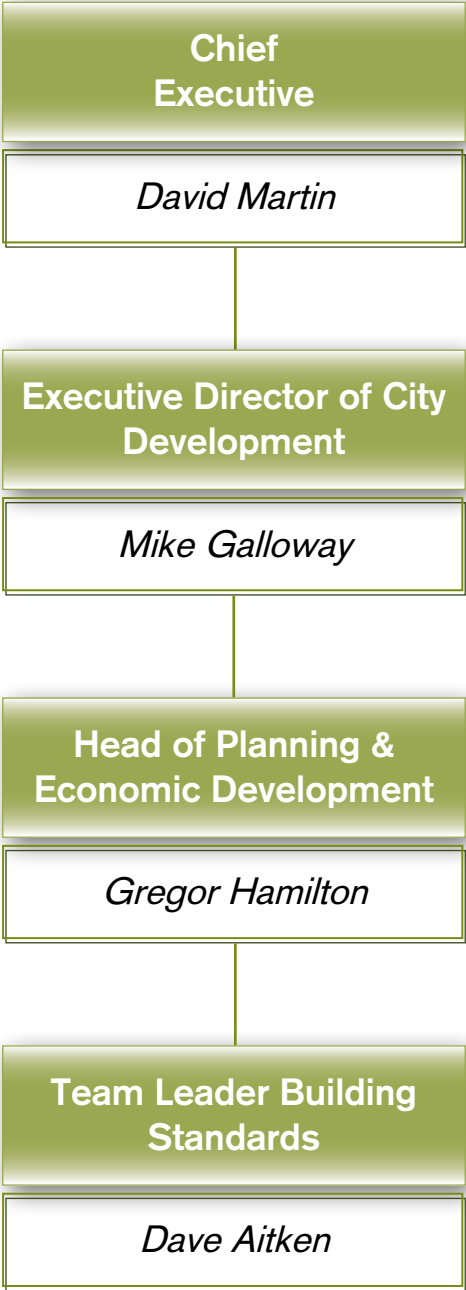 Chief
Executive
David Martin
Executive Director of City
Development
Mike Galloway
Head of Planning &
Economic Development
Gregor Hamilton
Team Leader Building
Standards
Dave Aitken